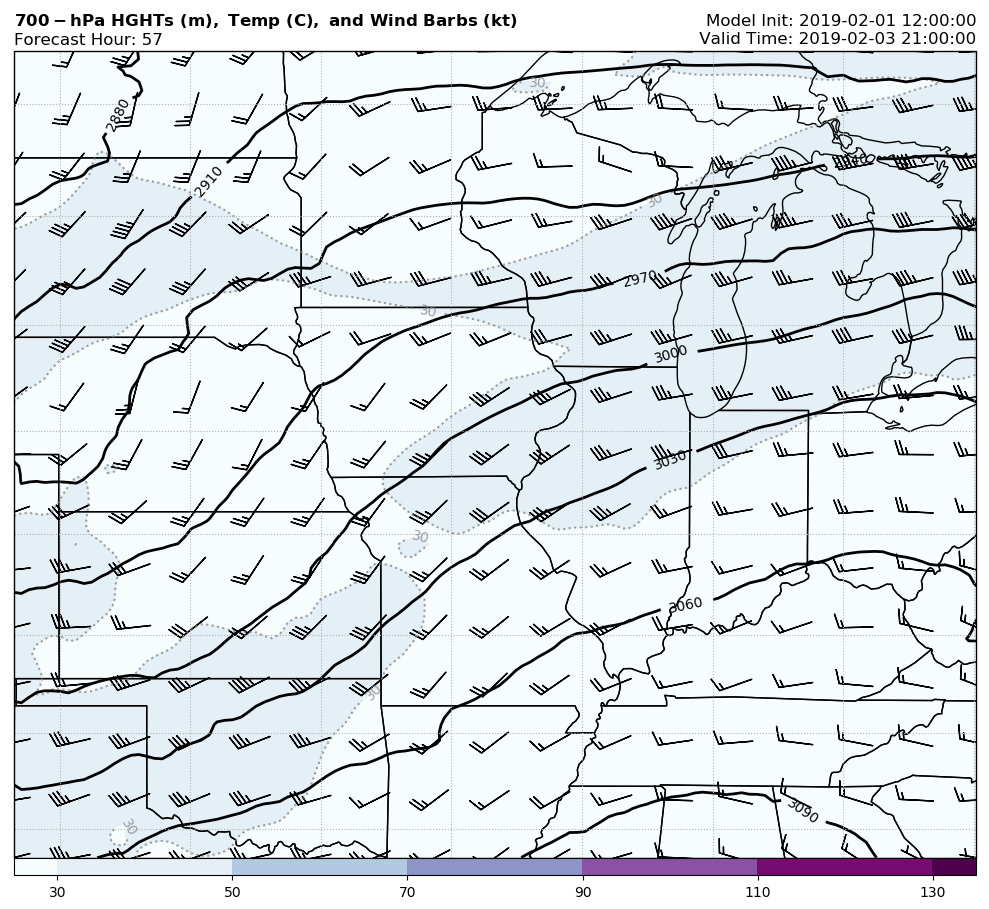 700-hPa HGHTs (m), Temp (C), and Wind Barbs (kt)
Model Init: 2019-02-01 12:00:00
Forecast Hour: 57
Valid Time: 2019-02-03 21:00:00
30
2880
2940
2910
30
2970
30
3000
3030
30
3060
30
3090
30
30 50 70 90 110 130